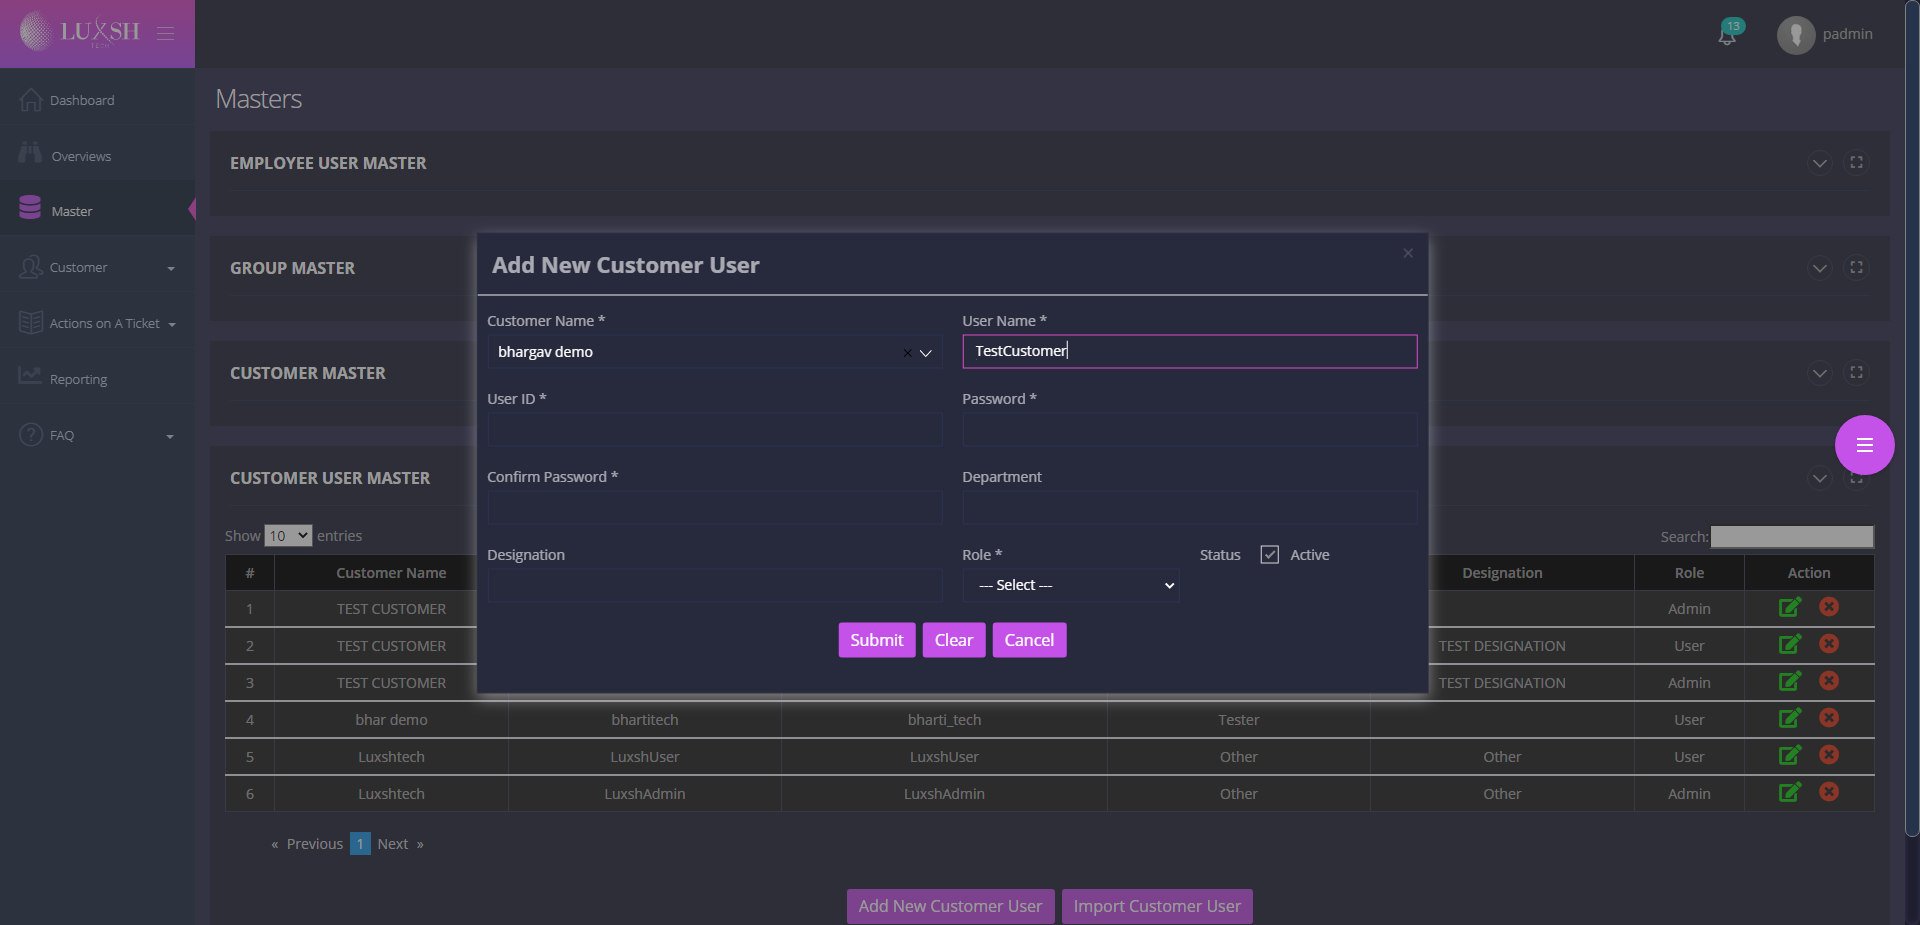 LUXSH
TECH
13
padmin
Dashboard
Overviews
Master
Customer
Actions on A Ticket
Reporting
FAQ
Masters
EMPLOYEE USER MASTER
GROUP MASTER
CUSTOMER MASTER
CUSTOMER USER MASTER
Add New Customer User
×
Customer Name * User Name *
bhargav demo × TestCustomer
User ID * Password *
Confirm Password * Department
Designation Role * Status Active
--- Select ---
Submit Clear Cancel
Show 10 entries Search:
# Customer Name Designation Role Action
1 TEST CUSTOMER Admin
2 TEST CUSTOMER TEST DESIGNATION User
3 TEST CUSTOMER TEST DESIGNATION Admin
4 bhar demo bhartitech bharti_tech Tester User
5 Luxshtech LuxshUser LuxshUser Other Other User
6 Luxshtech LuxshAdmin LuxshAdmin Other Other Admin
« Previous 1 Next »
Add New Customer User Import Customer User